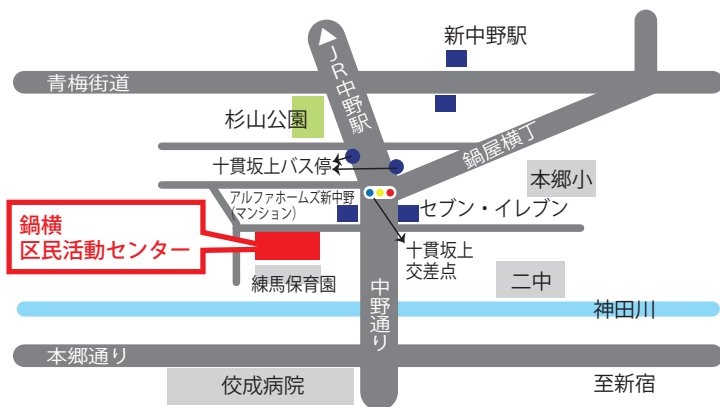 新中野駅
JR中野駅
青梅街道
杉山公園
鍋屋横丁
十貫坂上バス停
本郷小
アルファホームズ新中野
(マンション)
セブン・イレブン
鍋横
区民活動センター
十貫坂上
交差点
練馬保育園
二中
中野通り
神田川
本郷通り
佼成病院
至新宿